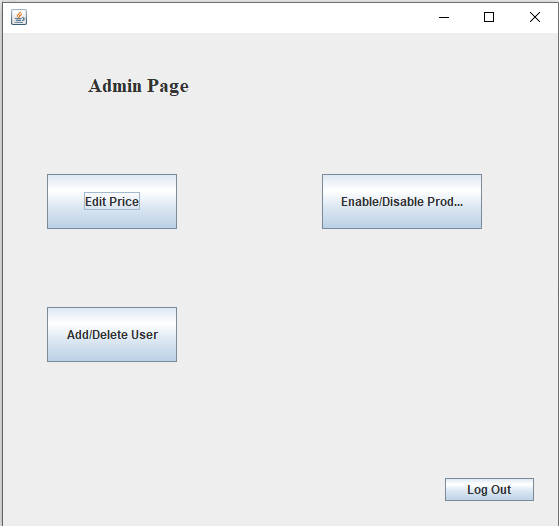 Admin Page
Edit Price
Enable/Disable Prod...
Add/Delete User
Log Out